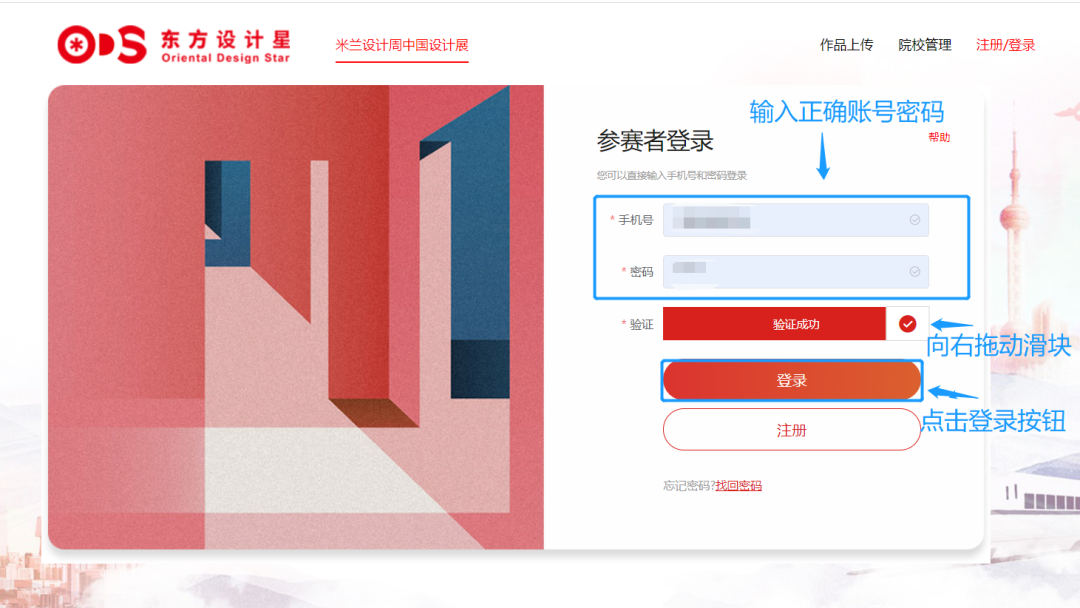 ODS 东方设计星
Oriental Design Star
米兰设计周中国设计展
作品上传 院校管理 注册/登录
输入正确账号密码
参赛者登录
帮助
您可以直接输入手机号和密码登录
* 手机号
* 密码
* 验证 验证成功
向右拖动滑块
登录
点击登录按钮
注册
忘记密码?找回密码